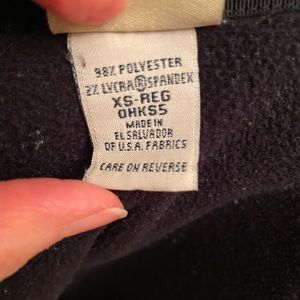 98% POLYESTER
2% LYCRA® SPANDEX
XS-REG
OHKS5
MADE IN
EL SALVADOR
OF U.S.A. FABRICS
CARE ON REVERSE